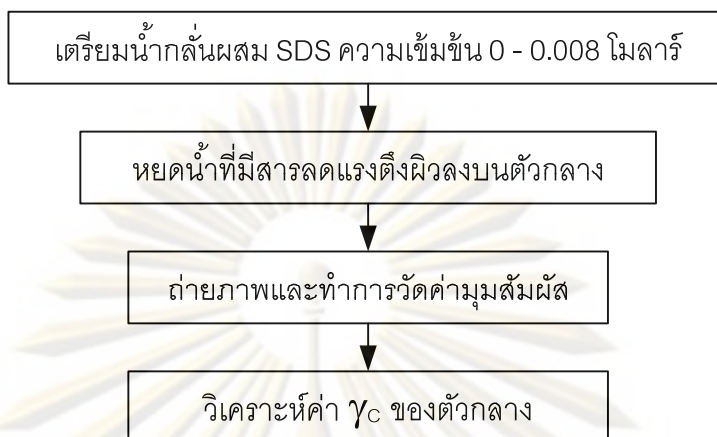 เตรียมน้ำกลั่นผสม SDS ความเข้มข้น 0 - 0.008 โมลาร์
หยดน้ำที่มีสารลดแรงตึงผิวลงบนตัวกลาง
ถ่ายภาพและทำการวัดค่ามุมสัมผัส
วิเคราะห์ค่า γc ของตัวกลาง